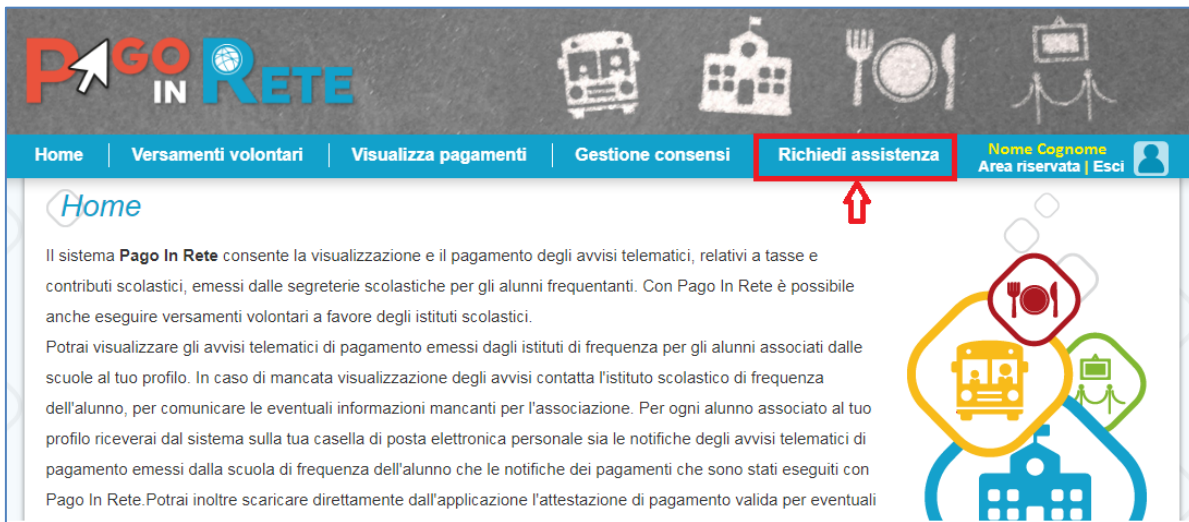 PAGO
IN RETE
Home Versamenti volontari Visualizza pagamenti Gestione consensi Richiedi assistenza Nome Cognome
Area riservata | Esci
Home
Il sistema Pago In Rete consente la visualizzazione e il pagamento degli avvisi telematici, relativi a tasse e
contributi scolastici, emessi dalle segreterie scolastiche per gli alunni frequentanti. Con Pago In Rete è possibile
anche eseguire versamenti volontari a favore degli istituti scolastici.
Potrai visualizzare gli avvisi telematici di pagamento emessi dagli istituti di frequenza per gli alunni associati dalle
scuole al tuo profilo. In caso di mancata visualizzazione degli avvisi contatta l'istituto scolastico di frequenza
dell'alunno, per comunicare le eventuali informazioni mancanti per l'associazione. Per ogni alunno associato al tuo
profilo riceverai dal sistema sulla tua casella di posta elettronica personale sia le notifiche degli avvisi telematici di
pagamento emessi dalla scuola di frequenza dell'alunno che le notifiche dei pagamenti che sono stati eseguiti con
Pago In Rete.Potrai inoltre scaricare direttamente dall'applicazione l'attestazione di pagamento valida per eventuali